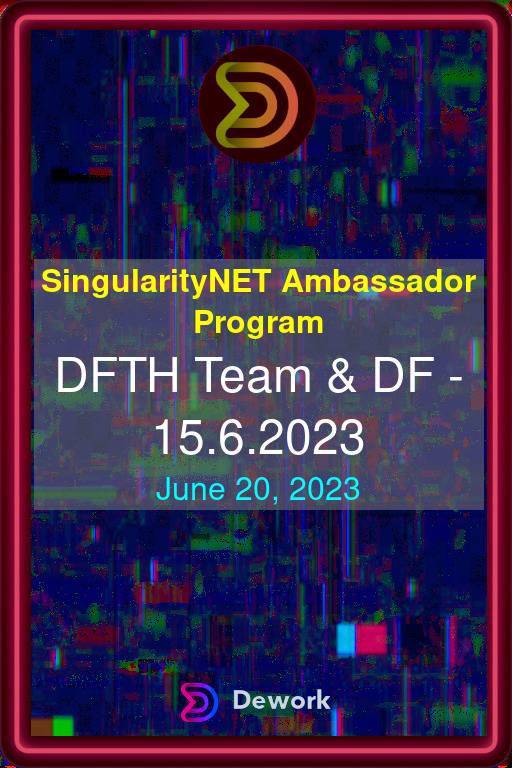 SingularityNET Ambassador
Program
DFTH Team & DF -
15.6.2023
June 20, 2023
Dework